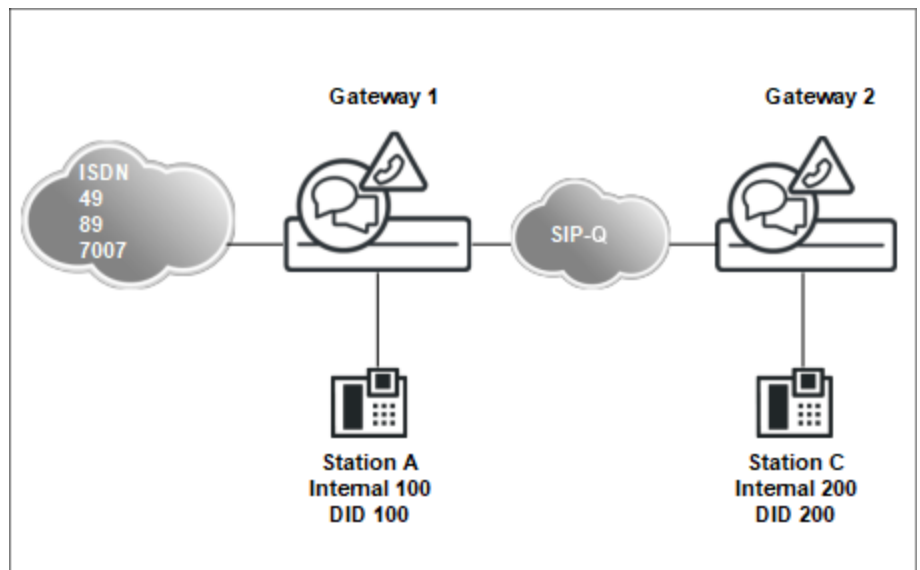 Gateway 1
Gateway 2
ISDN
49
89
7007
SIP-Q
Station A
Internal 100
DID 100
Station C
Internal 200
DID 200